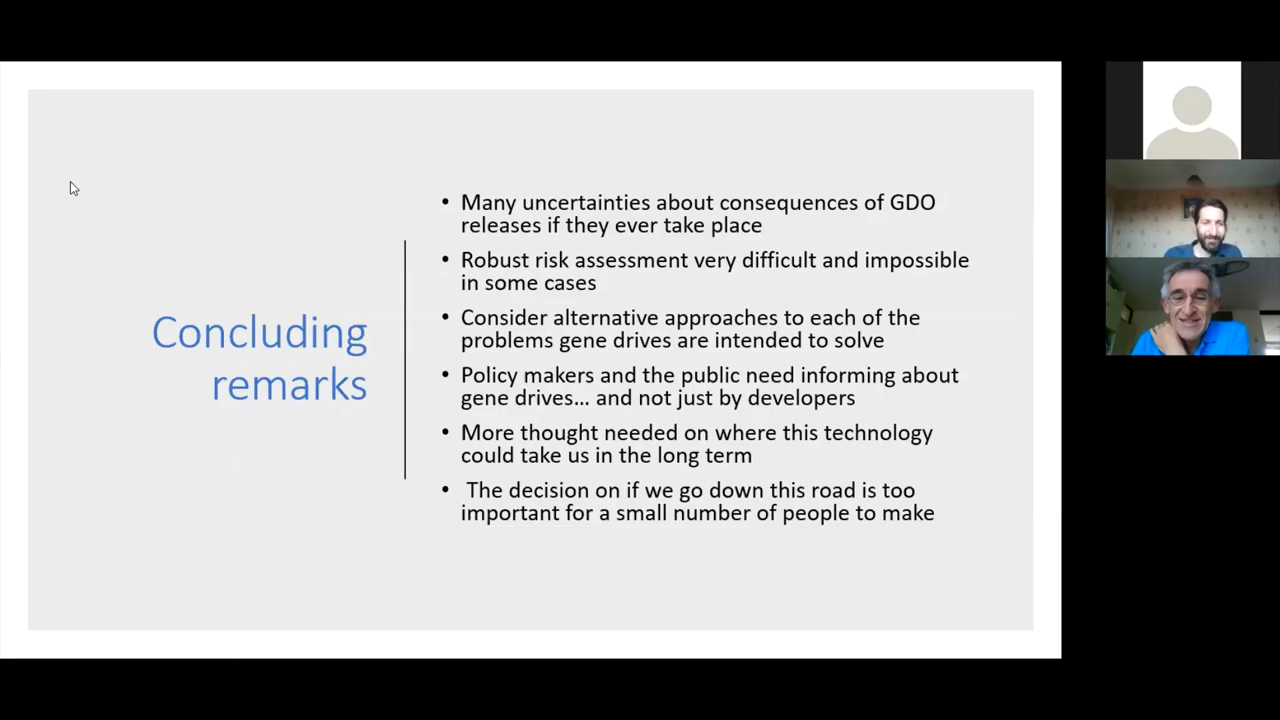 Concluding
remarks
• Many uncertainties about consequences of GDO
releases if they ever take place
• Robust risk assessment very difficult and impossible
in some cases
• Consider alternative approaches to each of the
problems gene drives are intended to solve
• Policy makers and the public need informing about
gene drives... and not just by developers
• More thought needed on where this technology
could take us in the long term
• The decision on if we go down this road is too
important for a small number of people to make